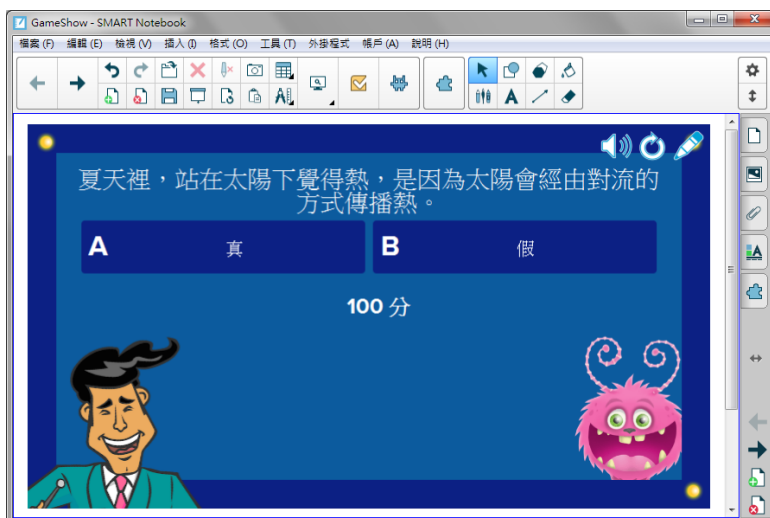 GameShow - SMART Notebook
檔案 (F) 編輯 (E) 檢視 (V) 插入 (I) 格式 (O) 工具 (T) 外掛程式 帳戶 (A) 說明 (H)
夏天裡，站在太陽下覺得熱，是因為太陽會經由對流的
方式傳播熱。
A 真 B 假
100 分